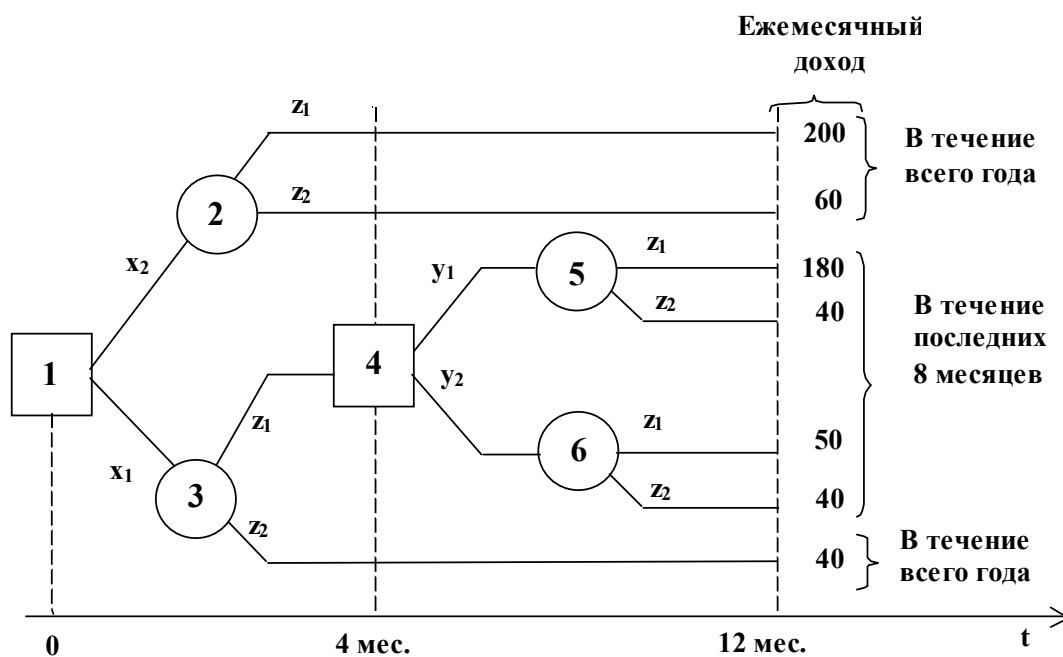 Ежемесячный
доход
z1
200
В течение
всего года
2
z2
60
x2
y1
5
z1
180
z2
40
В течение
последних
8 месяцев
1
4
y2
z1
6
z1
50
x1
3
z2
40
z2
40
В течение
всего года
0
4 мес.
12 мес.
t